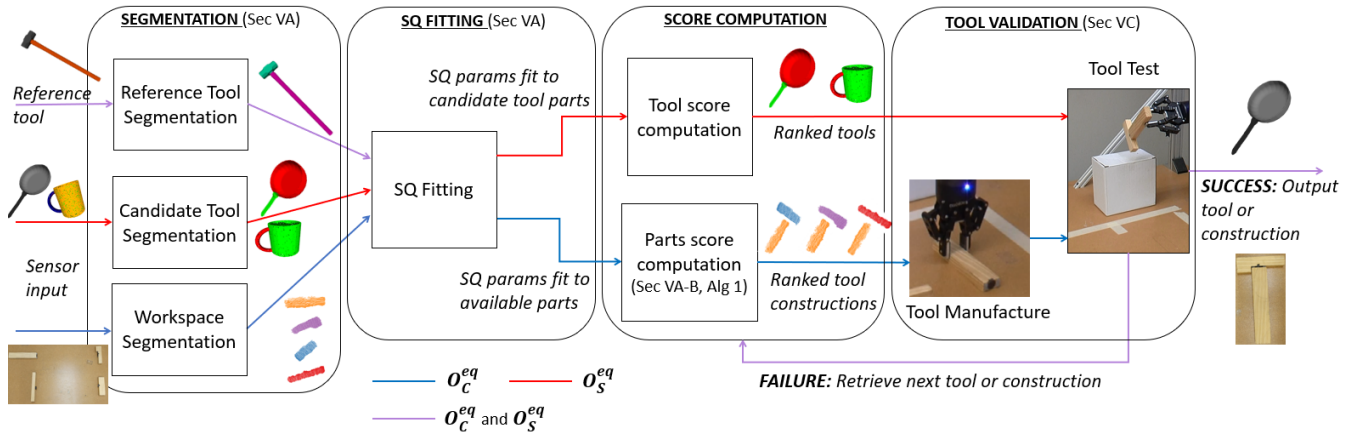 SEGMENTATION (Sec VA)
Reference
tool
Reference Tool
Segmentation
Candidate Tool
Segmentation
Sensor
input
Workspace
Segmentation
SQ FITTING (Sec VA)
SQ params fit to
candidate tool parts
SQ Fitting
SQ params fit to
available parts
SCORE COMPUTATION
Tool score
computation
Ranked tools
Parts score
computation
(Sec VA-B, Alg 1)
Ranked tool
constructions
TOOL VALIDATION (Sec VC)
Tool Test
Tool Manufacture
SUCCESS: Output
tool or
construction
FAILURE: Retrieve next tool or construction
O_C^eq O_S^eq
O_C^eq and O_S^eq